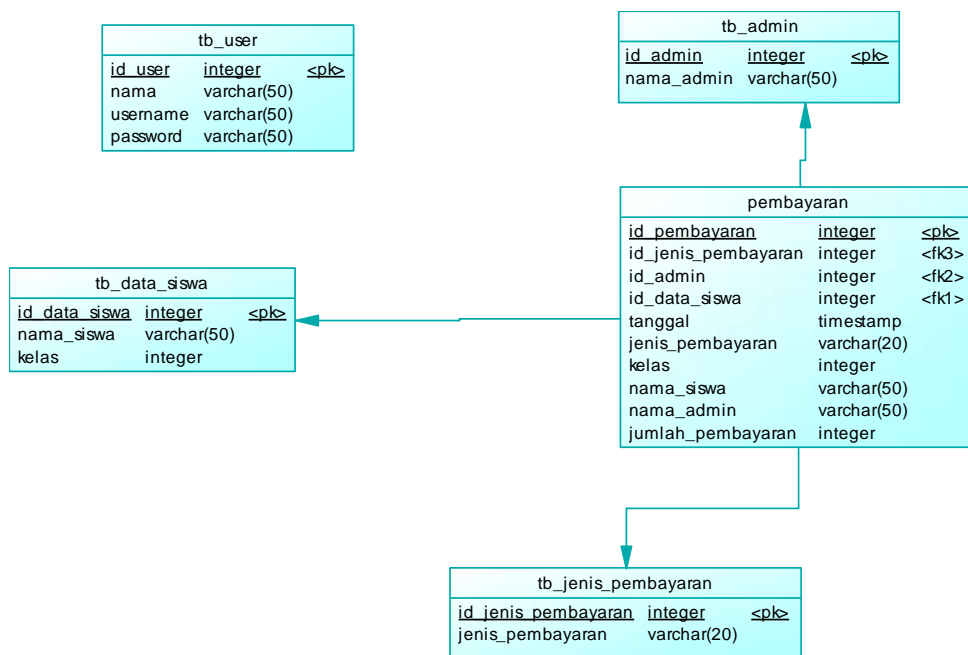 tb_user
id_user integer <pk>
nama varchar(50)
username varchar(50)
password varchar(50)
tb_admin
id_admin integer <pk>
nama_admin varchar(50)
pembayaran
id_pembayaran integer <pk>
id_jenis_pembayaran integer <fk3>
id_admin integer <fk2>
id_data_siswa integer <fk1>
tanggal timestamp
jenis_pembayaran varchar(20)
kelas integer
nama_siswa varchar(50)
nama_admin varchar(50)
jumlah_pembayaran integer
tb_data_siswa
id_data_siswa integer <pk>
nama_siswa varchar(50)
kelas integer
tb_jenis_pembayaran
id_jenis_pembayaran integer <pk>
jenis_pembayaran varchar(20)